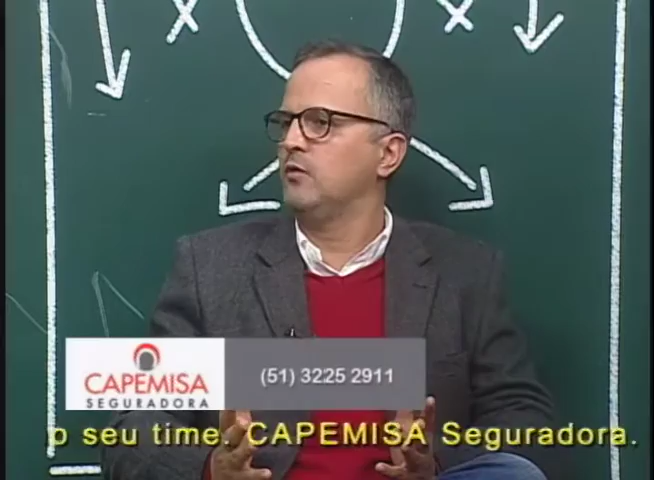 CAPEMISA
SEGURADORA
(51) 3225 2911
o seu time. CAPEMISA Seguradora.